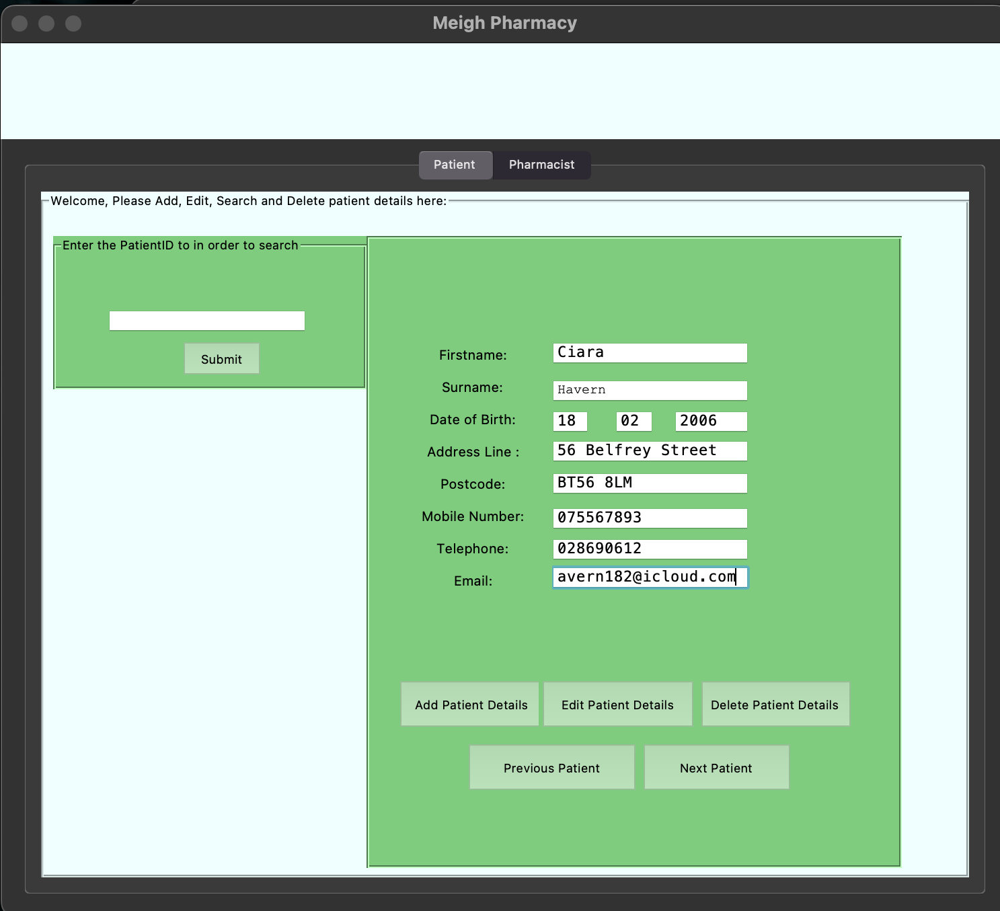 Meigh Pharmacy
Patient
Pharmacist
Welcome, Please Add, Edit, Search and Delete patient details here:
Enter the PatientID to in order to search
Submit
Firstname: Ciara
Surname: Havern
Date of Birth: 18 02 2006
Address Line : 56 Belfrey Street
Postcode: BT56 8LM
Mobile Number: 075567893
Telephone: 028690612
Email: avern182@icloud.com
Add Patient Details
Edit Patient Details
Delete Patient Details
Previous Patient
Next Patient